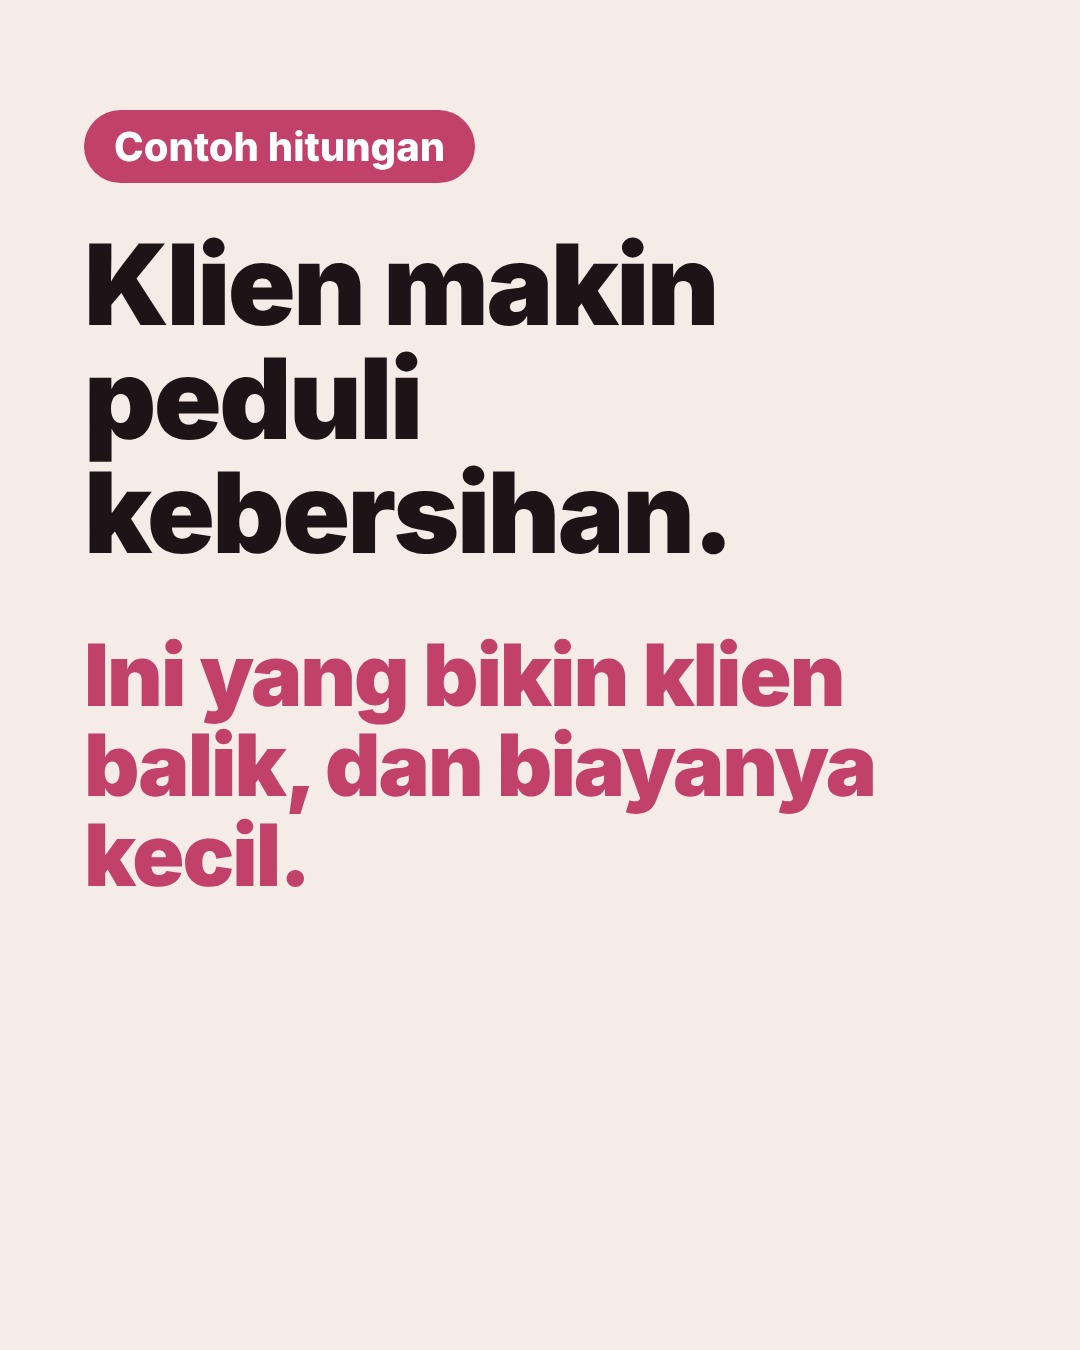 Contoh hitungan
Klien makin
peduli
kebersihan.
Ini yang bikin klien
balik, dan biayanya
kecil.